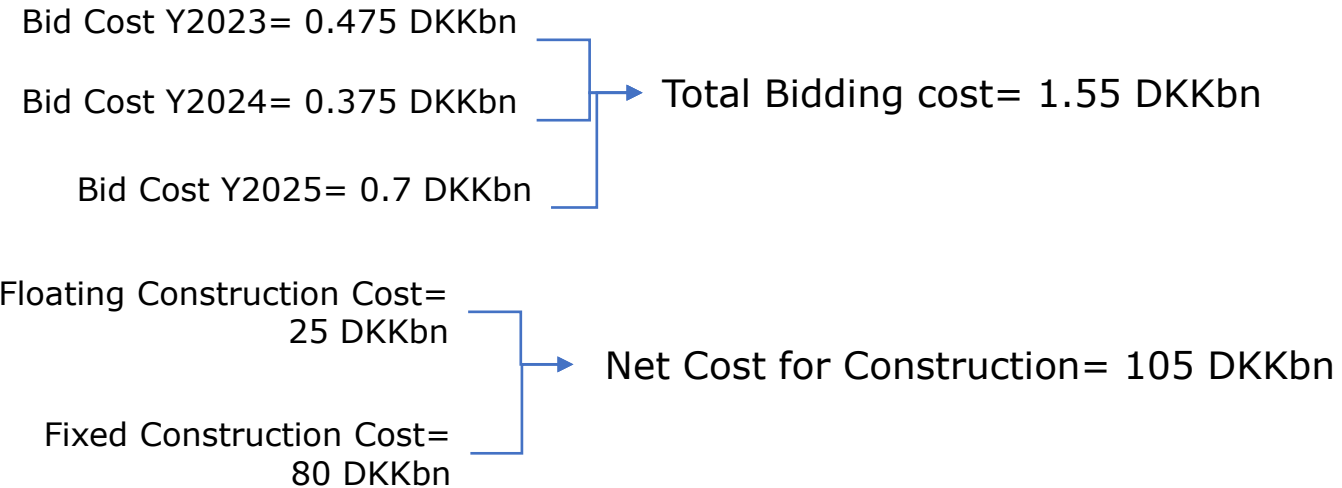 Bid Cost Y2023= 0.475 DKKbn
Bid Cost Y2024= 0.375 DKKbn
Total Bidding cost= 1.55 DKKbn
Bid Cost Y2025= 0.7 DKKbn
Floating Construction Cost=
25 DKKbn
Net Cost for Construction= 105 DKKbn
Fixed Construction Cost=
80 DKKbn